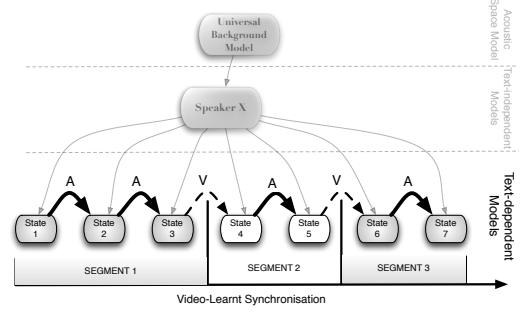 Acoustic
Space Model
Universal
Background
Model
Text-independent
Models
Speaker X
Text-dependent
Models
A
A
V
A
V
A
State
1
State
2
State
3
State
4
State
5
State
6
State
7
SEGMENT 1
SEGMENT 2
SEGMENT 3
Video-Learnt Synchronisation